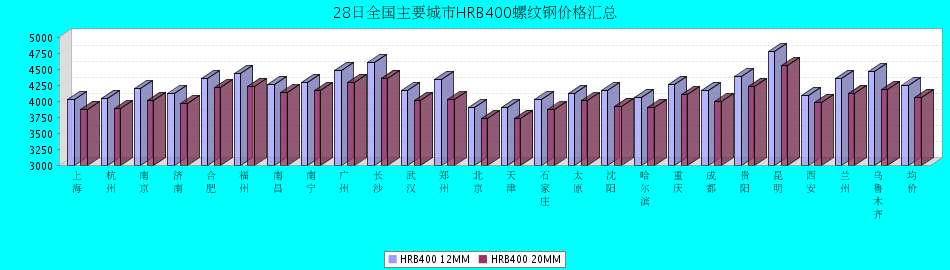 28日全国主要城市HRB400螺纹钢价格汇总
5000
4750
4500
4250
4000
3750
3500
3250
3000
上海
杭州
南京
济南
合肥
福州
南昌
南宁
广州
长沙
武汉
郑州
北京
天津
石家庄
太原
沈阳
哈尔滨
重庆
成都
贵阳
昆明
西安
兰州
乌鲁木齐
均价
HRB400 12MM
HRB400 20MM